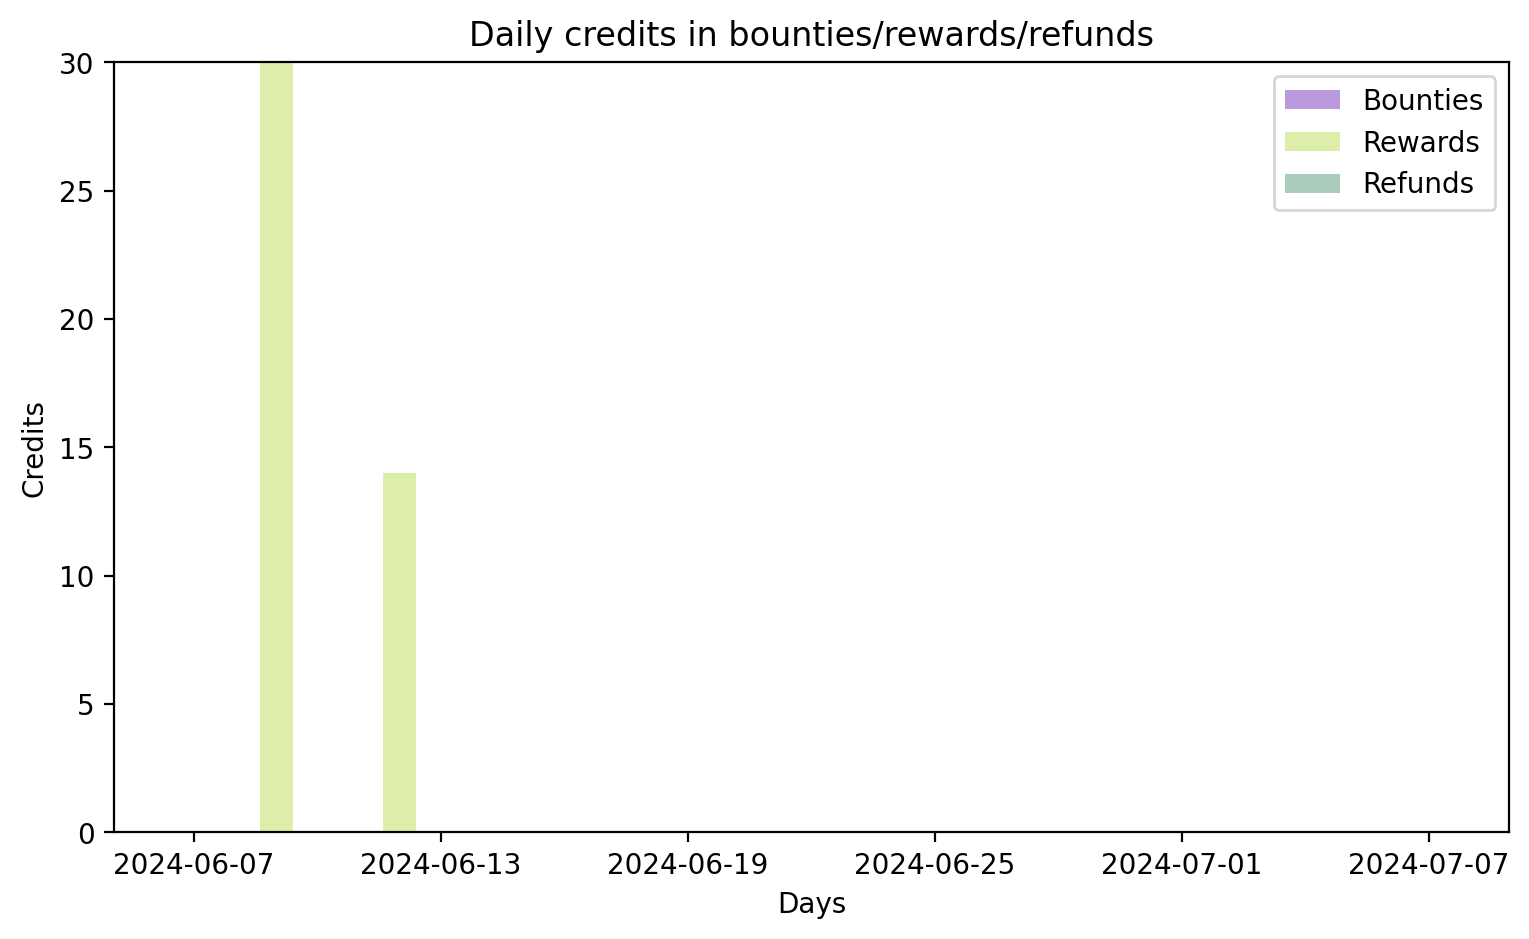 Daily credits in bounties/rewards/refunds
30
25
20
15
10
5
0
Credits
Bounties
Rewards
Refunds
2024-06-07 2024-06-13 2024-06-19 2024-06-25 2024-07-01 2024-07-07
Days